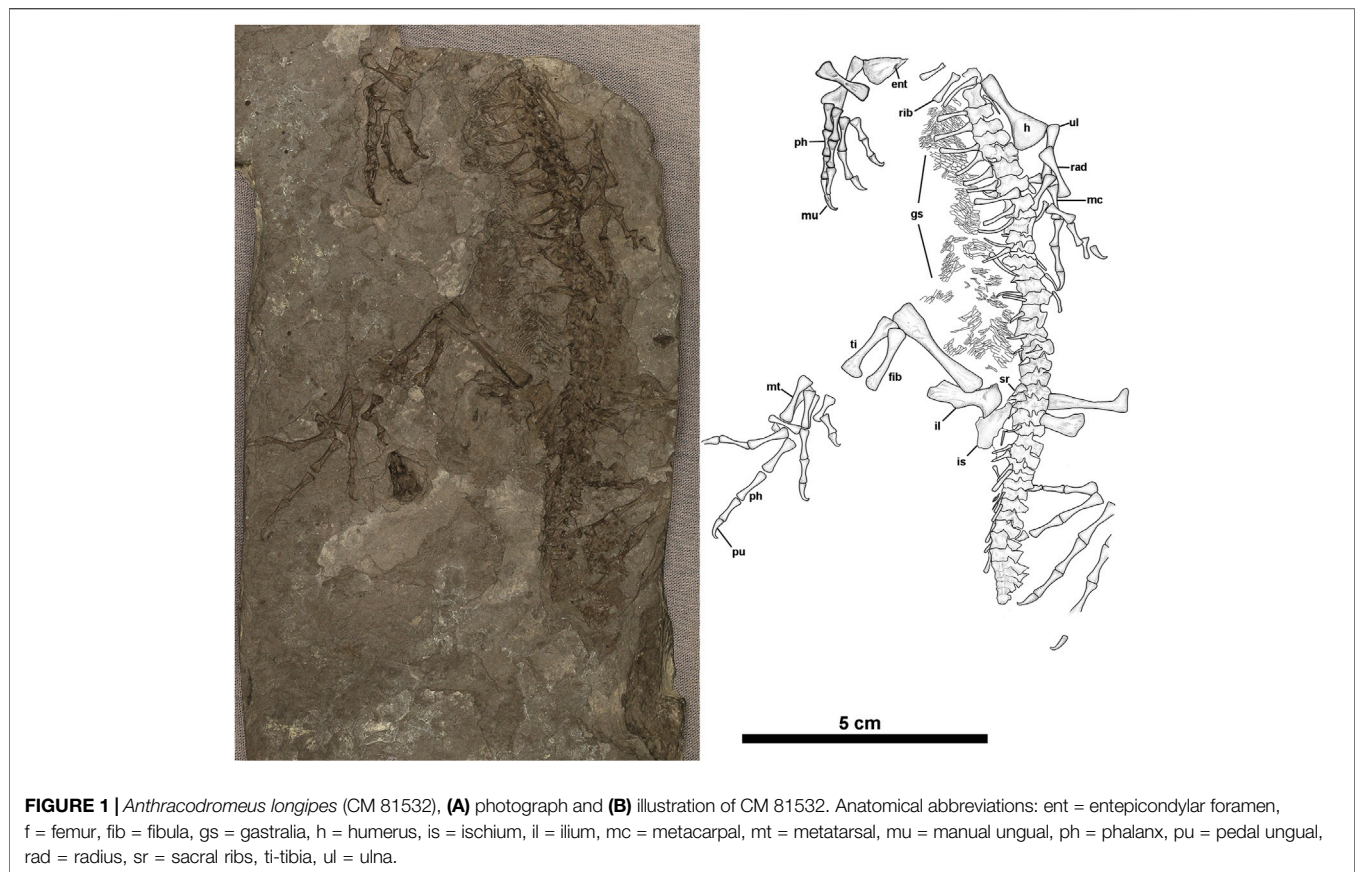 ent
rib
h
ul
ph
rad
mc
mu
gs
ti
fib
mt
sr
il
is
ph
pu
5 cm
FIGURE 1 | Anthracodromeus longipes (CM 81532), (A) photograph and (B) illustration of CM 81532. Anatomical abbreviations: ent = entepicondylar foramen,
f = femur, fib = fibula, gs = gastralia, h = humerus, is = ischium, il = ilium, mc = metacarpal, mt = metatarsal, mu = manual ungual, ph = phalanx, pu = pedal ungual,
rad = radius, sr = sacral ribs, ti-tibia, ul = ulna.